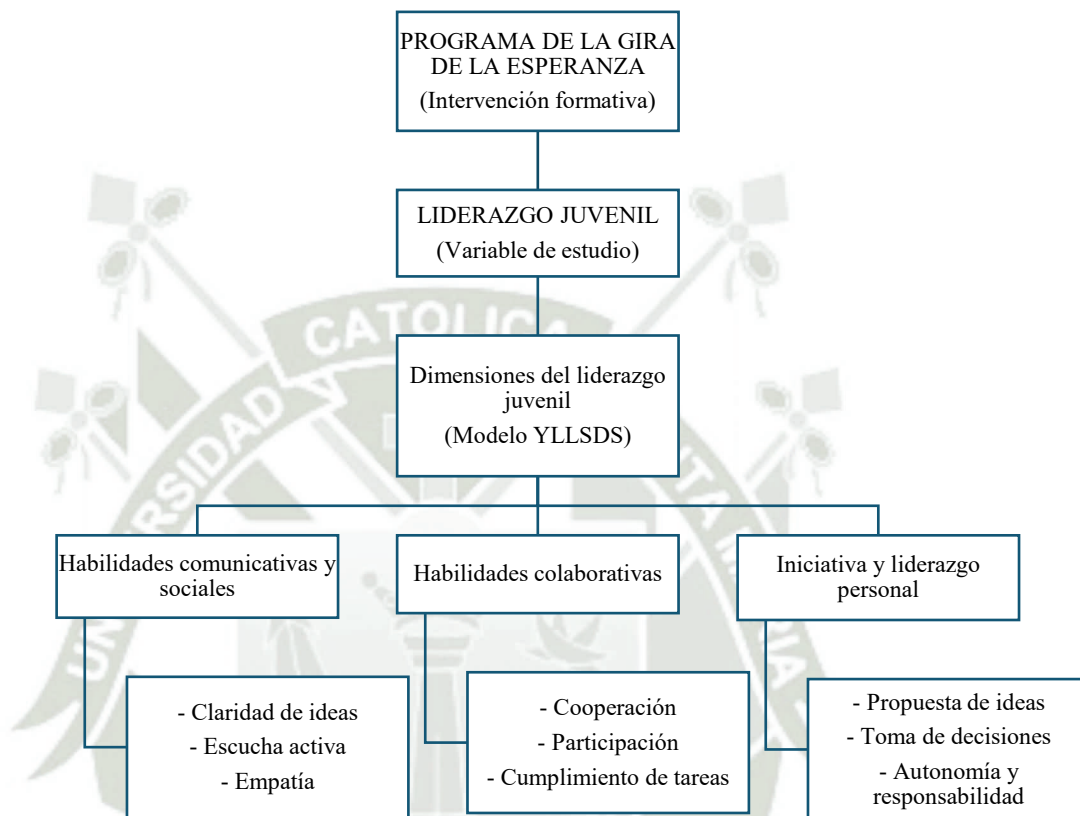 PROGRAMA DE LA GIRA
DE LA ESPERANZA
(Intervención formativa)
LIDERAZGO JUVENIL
(Variable de estudio)
CATOLICA
UNIVERSIDAD
Dimensiones del liderazgo
juvenil
(Modelo YLLSDS)
Habilidades comunicativas y
sociales
Habilidades colaborativas
Iniciativa y liderazgo
personal
- Claridad de ideas
- Escucha activa
- Empatía
- Cooperación
- Participación
- Cumplimiento de tareas
- Propuesta de ideas
- Toma de decisiones
- Autonomía y
responsabilidad